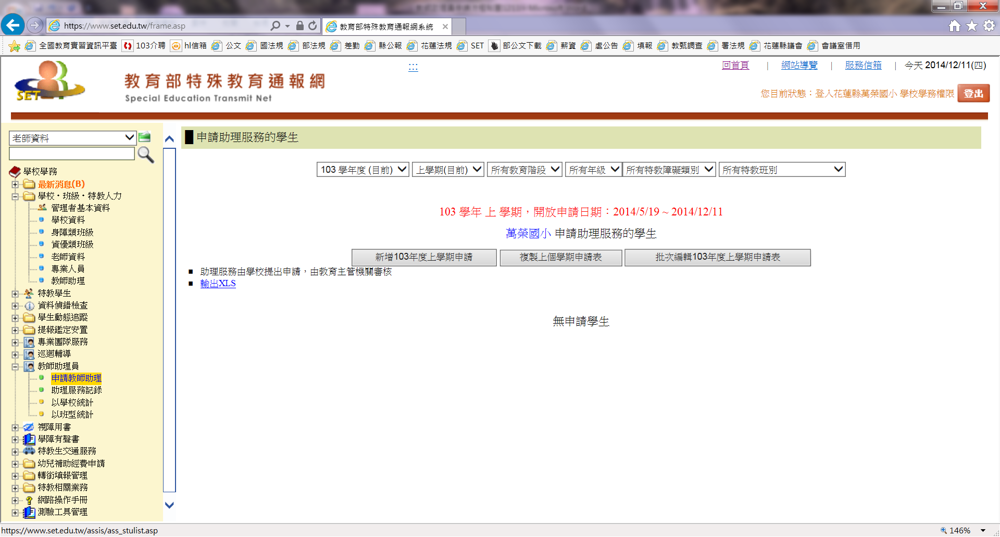 https://www.set.edu.tw/frame.asp
教育部特殊教育通報網系統
全國教育實習資訊平臺 103介聘 hl信箱 公文 國法規 部法規 差勤 縣公報 花蓮法規 SET 部公文下載 薪資 處公告 填報 教甄調查 署法規 花蓮縣議會 會議室借用
SET
教育部特殊教育通報網
Special Education Transmit Net
:::
回首頁 | 網站導覽 | 服務信箱 | 今天 2014/12/11(四)
您目前狀態：登入花蓮縣萬榮國小 學校學務權限 登出
老師資料
學校學務
最新消息(B)
學校‧班級‧特教人力
管理者基本資料
學校資料
身障類班級
資優類班級
老師資料
專業人員
教師助理
特教學生
資料偵錯檢查
學生動態追蹤
提報鑑定安置
專業團隊服務
巡迴輔導
教師助理員
申請教師助理
助理服務記錄
以學校統計
以班型統計
視障用書
學障有聲書
特教生交通服務
幼兒補助經費申請
轉銜填報管理
特教相關業務
網路操作手冊
測驗工具管理
申請助理服務的學生
103 學年度 (目前) 上學期(目前) 所有教育階段 所有年級 所有特教障礙類別 所有特教班別
103 學年 上 學期，開放申請日期：2014/5/19 ~ 2014/12/11
萬榮國小 申請助理服務的學生
新增103年度上學期申請 複製上個學期申請表 批次編輯103年度上學期申請表
助理服務由學校提出申請，由教育主管機關審核
輸出XLS
無申請學生
https://www.set.edu.tw/assis/ass_stulist.asp
146%